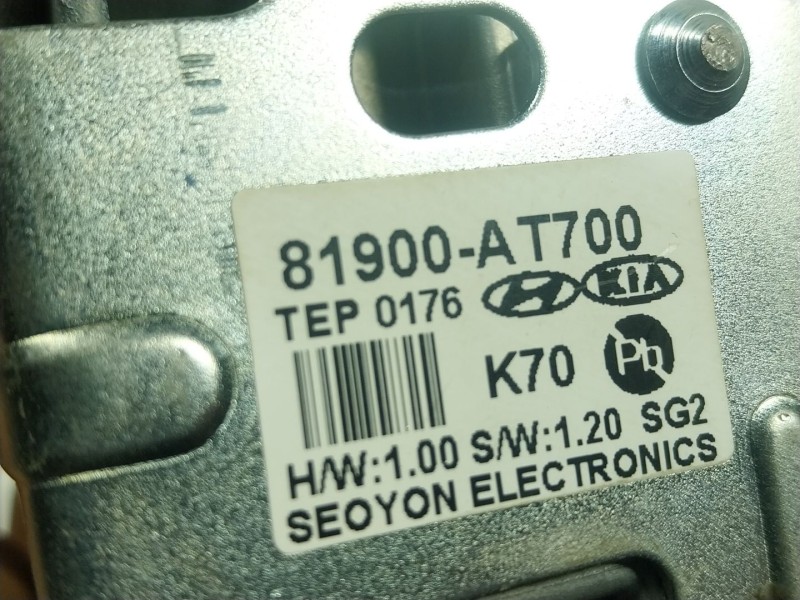 81900-AT700
TEP 0176 H KIA
K70 Pb
H/W:1.00 S/W:1.20 SG2
SEOYON ELECTRONICS